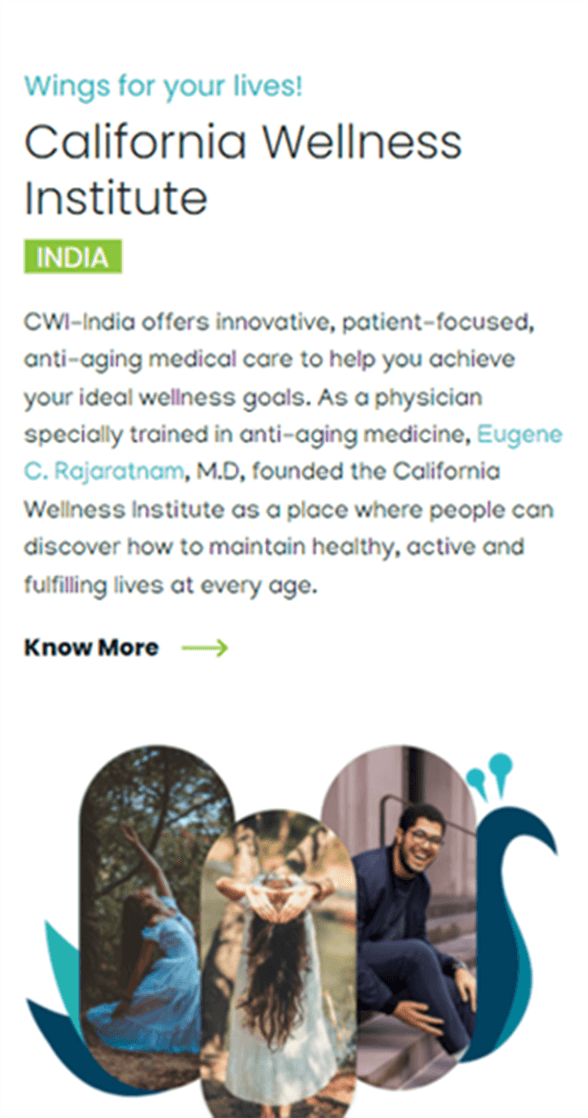 Wings for your lives!
California Wellness
Institute
INDIA
CWI-India offers innovative, patient-focused,
anti-aging medical care to help you achieve
your ideal wellness goals. As a physician
specially trained in anti-aging medicine, Eugene
C. Rajaratnam, M.D, founded the California
Wellness Institute as a place where people can
discover how to maintain healthy, active and
fulfilling lives at every age.
Know More